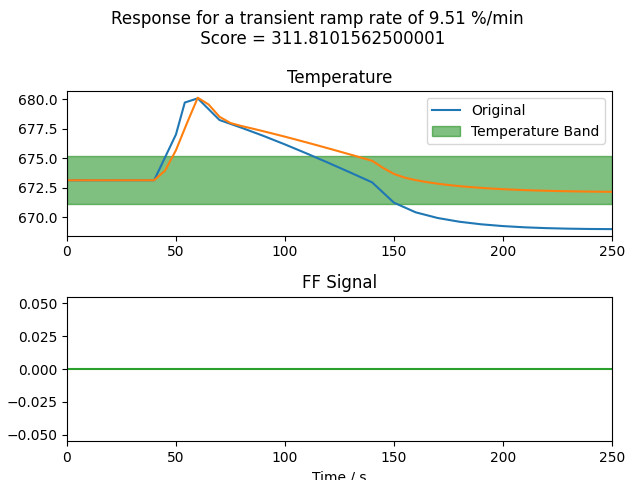 Response for a transient ramp rate of 9.51 %/min
Score = 311.8101562500001
Temperature
680.0
677.5
675.0
672.5
670.0
Original
Temperature Band
0 50 100 150 200 250
FF Signal
0.050
0.025
0.000
−0.025
−0.050
0 50 100 150 200 250
Time / s